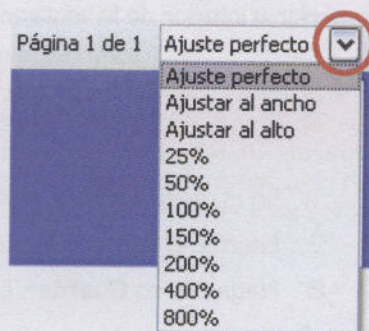 Página 1 de 1 Ajuste perfecto
Ajuste perfecto
Ajustar al ancho
Ajustar al alto
25%
50%
100%
150%
200%
400%
800%